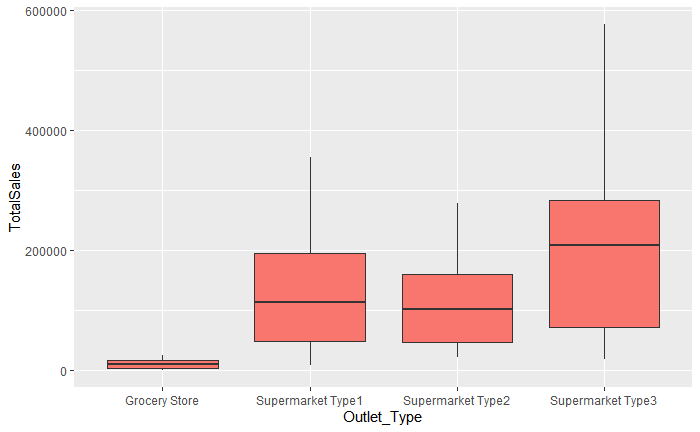 600000
400000
200000
0
TotalSales
Grocery Store
Supermarket Type1
Supermarket Type2
Supermarket Type3
Outlet_Type